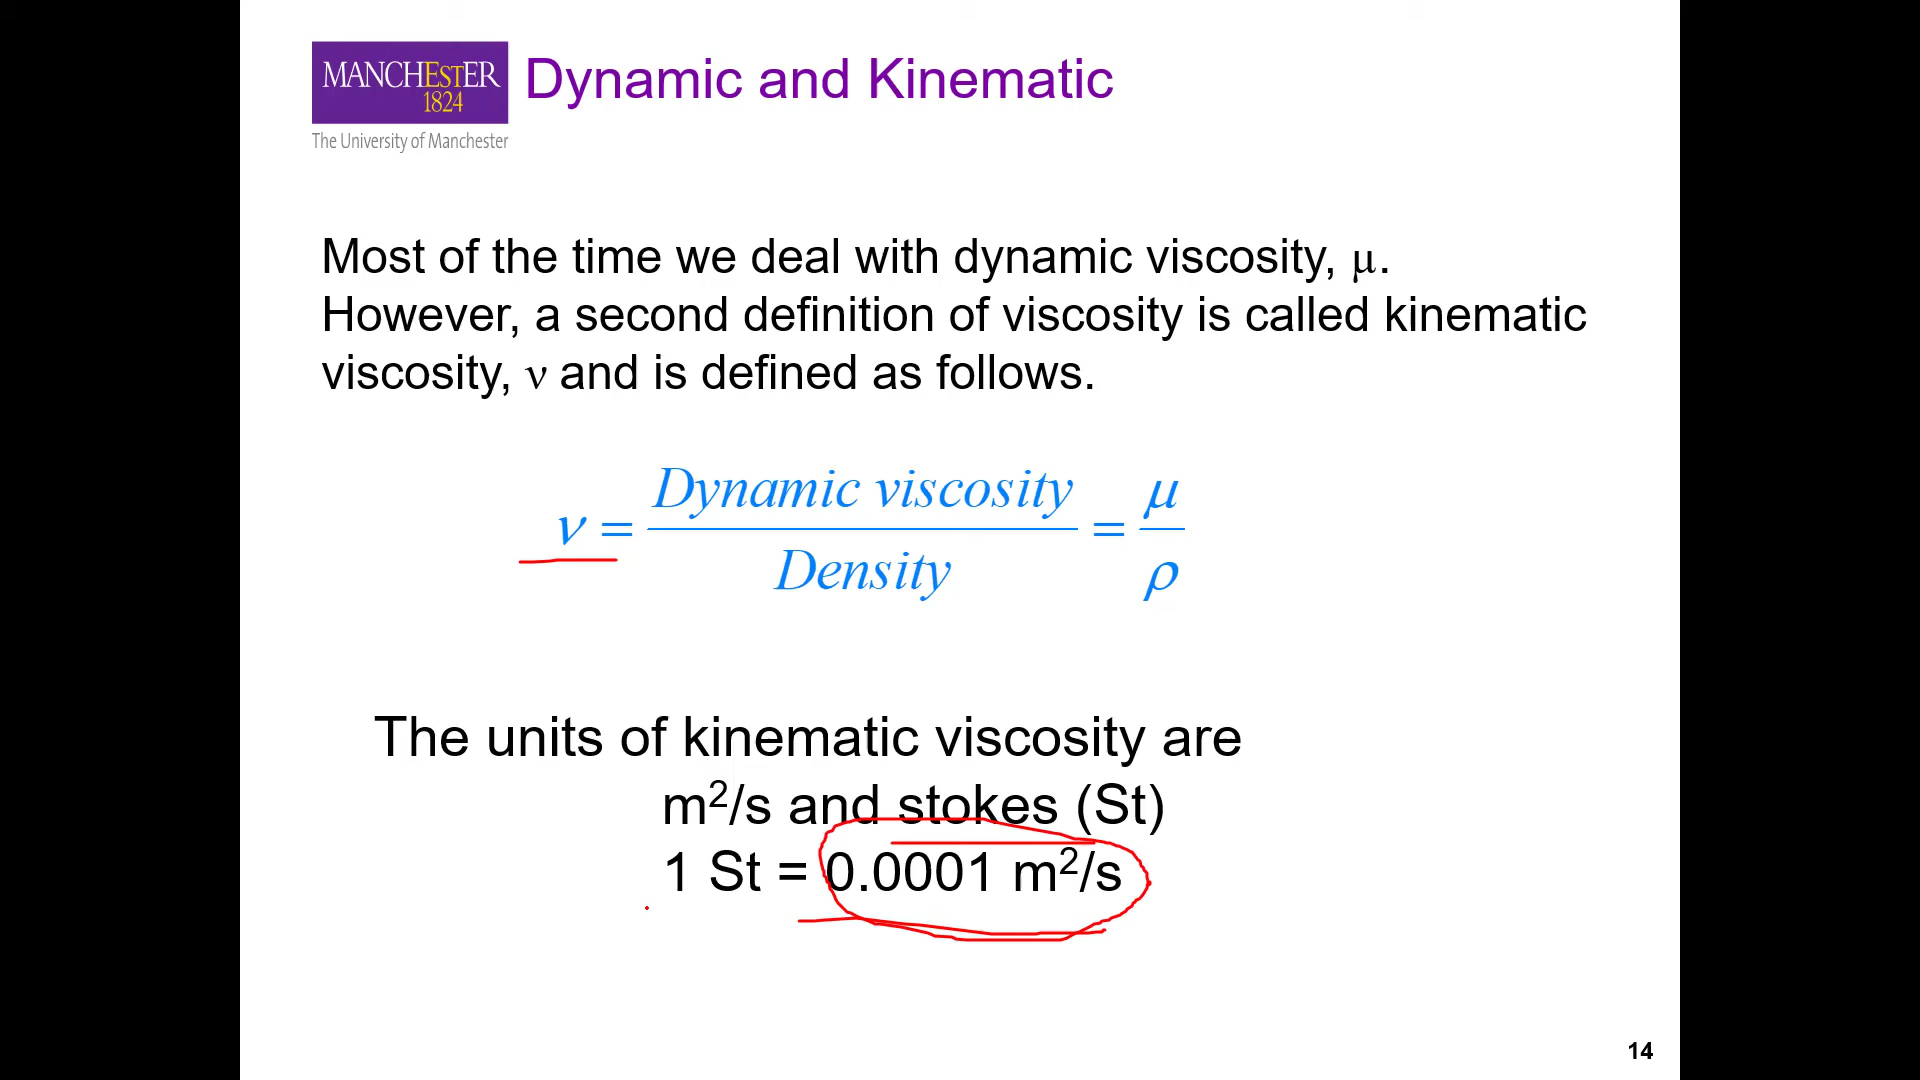 MANCHESTER
1824
The University of Manchester
Dynamic and Kinematic
Most of the time we deal with dynamic viscosity, μ.
However, a second definition of viscosity is called kinematic
viscosity, ν and is defined as follows.
ν = Dynamic viscosity / Density = μ / ρ
The units of kinematic viscosity are
m²/s and stokes (St)
1 St = 0.0001 m²/s
14